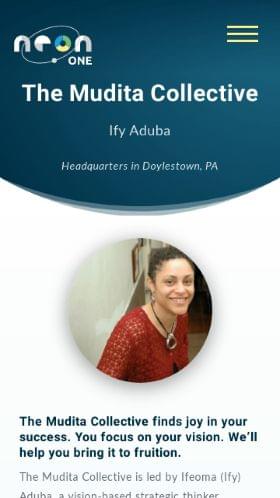 neon
ONE
The Mudita Collective
Ify Aduba
Headquarters in Doylestown, PA
The Mudita Collective finds joy in your
success. You focus on your vision. We'll
help you bring it to fruition.
The Mudita Collective is led by Ifeoma (Ify)
Aduba, a vision-based strategic thinker